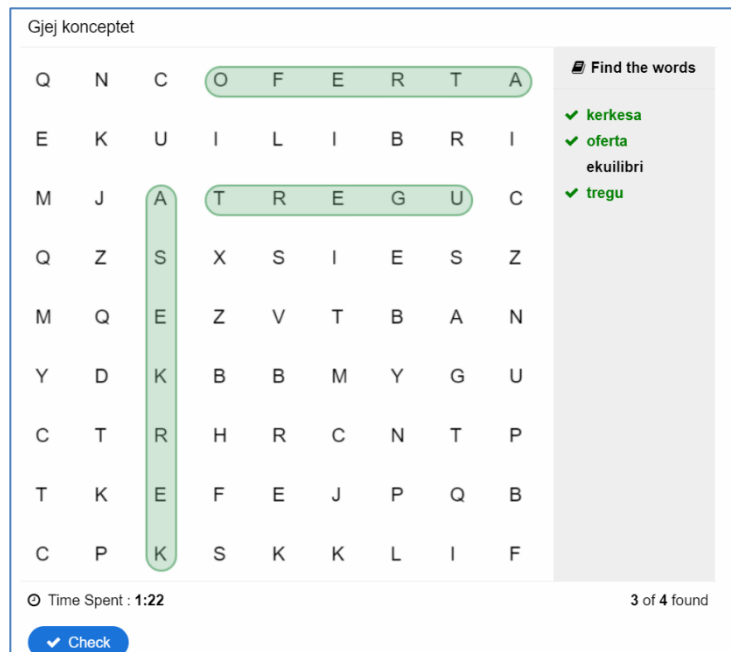 Gjej konceptet
Q N C O F E R T A
E K U I L I B R I
M J A T R E G U C
Q Z S X S I E S Z
M Q E Z V T B A N
Y D K B B M Y G U
C T R H R C N T P
T K E F E J P Q B
C P K S K K L I F
Find the words
kerkesa
oferta
ekuilibri
tregu
Time Spent : 1:22
3 of 4 found
Check